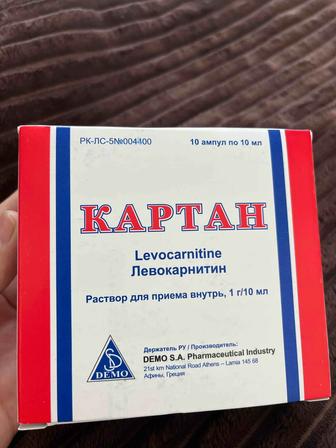 РК-ЛС-5№004400
10 ампул по 10 мл
КАРТАН
Levocarnitine
Левокарнитин
Раствор для приема внутрь, 1 г/10 мл
DEMO
Держатель РУ / Производитель:
DEMO S.A. Pharmaceutical Industry
21st km National Road Athens – Lamia 145 68
Афины, Греция